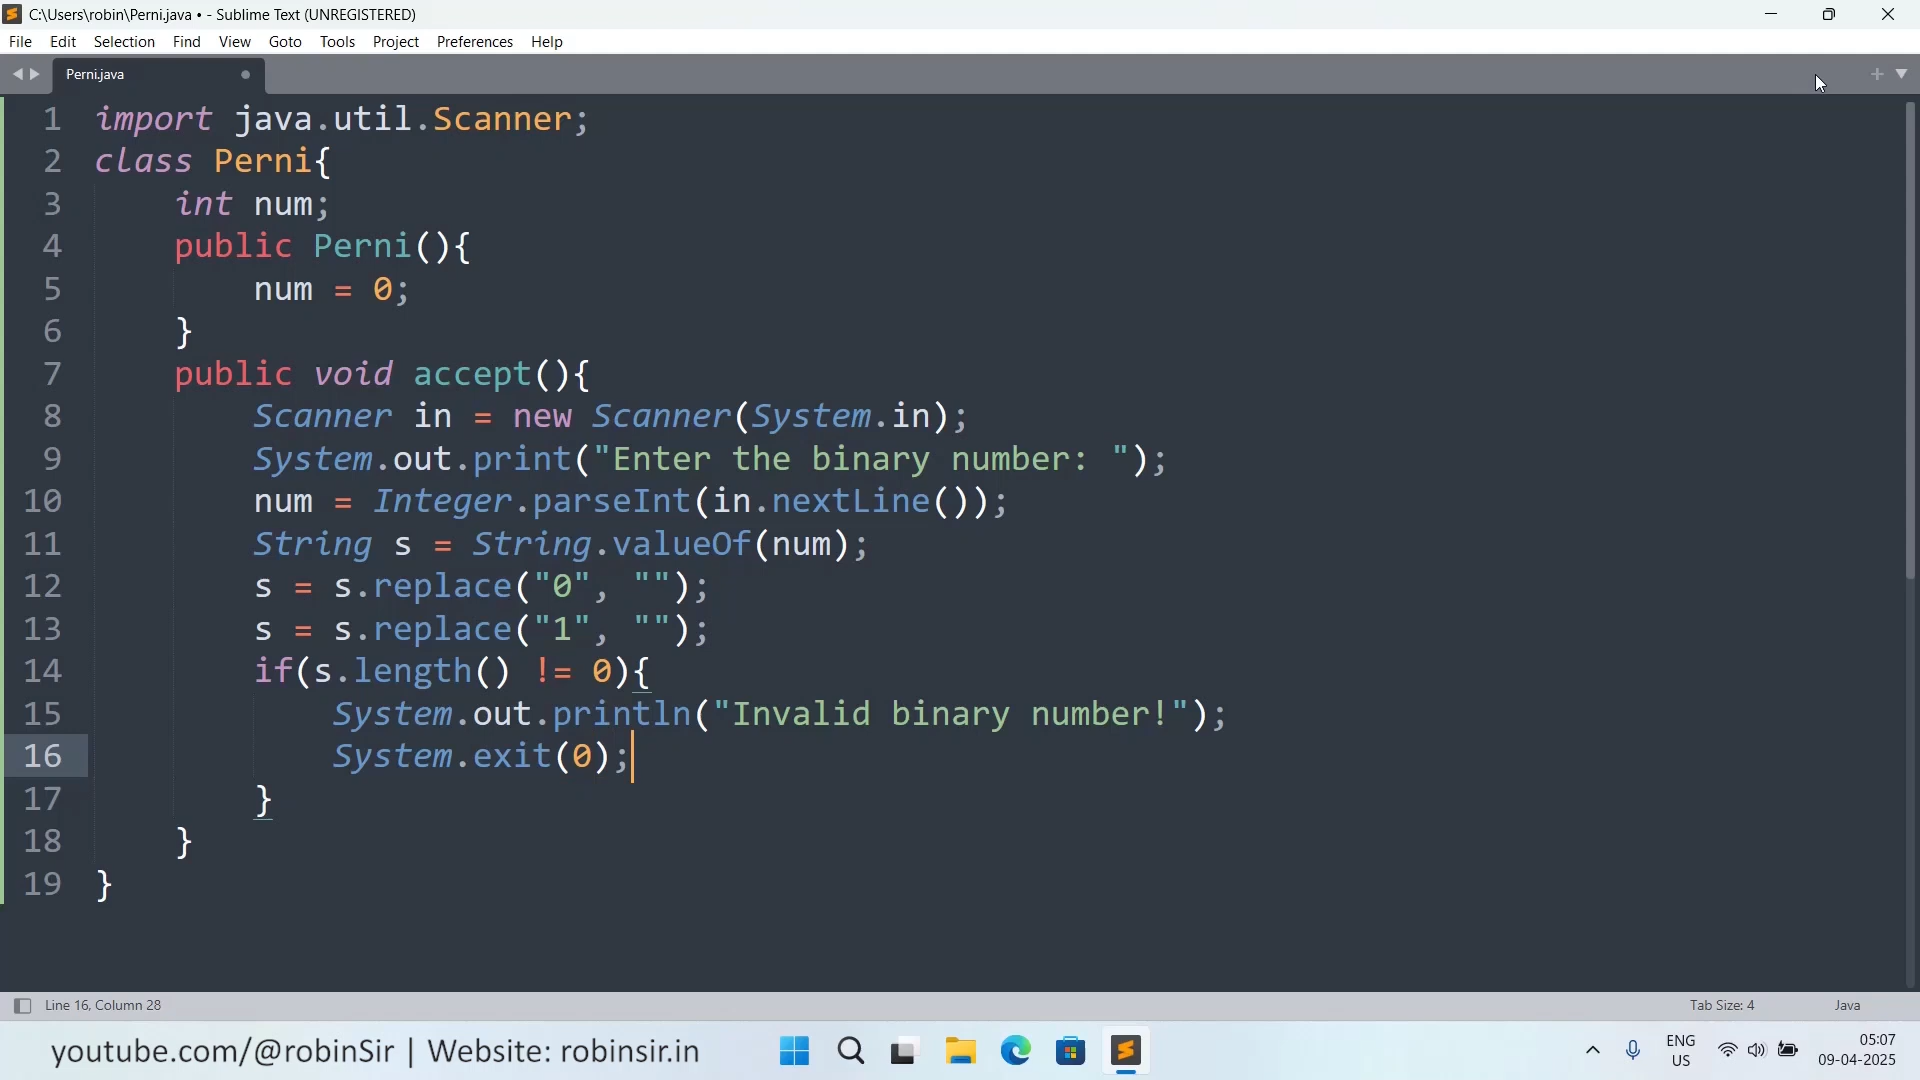 C:\Users\robin\Perni.java • - Sublime Text (UNREGISTERED)
File Edit Selection Find View Goto Tools Project Preferences Help
Perni.java
1 import java.util.Scanner;
2 class Perni{
3 int num;
4 public Perni(){
5 num = 0;
6 }
7 public void accept(){
8 Scanner in = new Scanner(System.in);
9 System.out.print("Enter the binary number: ");
10 num = Integer.parseInt(in.nextLine());
11 String s = String.valueOf(num);
12 s = s.replace("0", "");
13 s = s.replace("1", "");
14 if(s.length() != 0){
15 System.out.println("Invalid binary number!");
16 System.exit(0);
17 }
18 }
19 }
Line 16, Column 28 Tab Size: 4 Java
youtube.com/@robinSir | Website: robinsir.in
ENG
US
05:07
09-04-2025